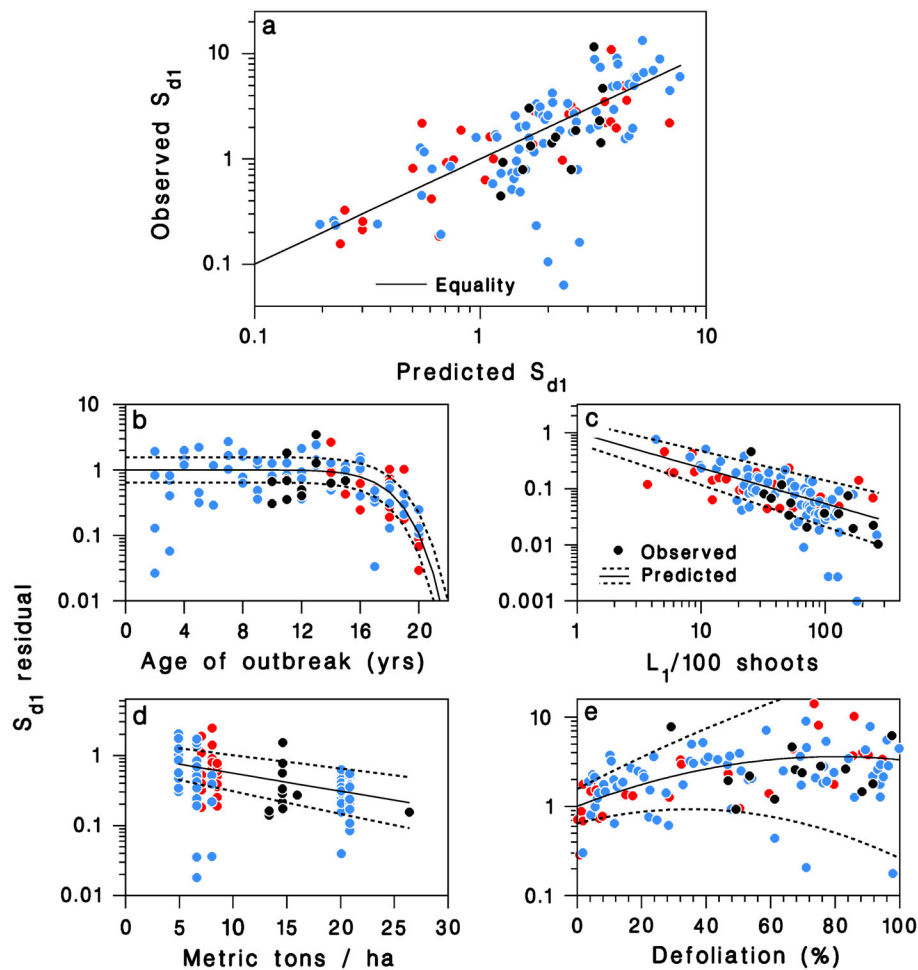 a
10
1
0.1
Observed S_d1
Equality
0.1 1 10
Predicted S_d1
b
10
1
0.1
0.01
0 4 8 12 16 20
Age of outbreak (yrs)
c
1
0.1
0.01
0.001
Observed
Predicted
1 10 100
L_1/100 shoots
S_d1 residual
d
1
0.1
0.01
0 5 10 15 20 25 30
Metric tons / ha
e
10
1
0.1
0 20 40 60 80 100
Defoliation (%)